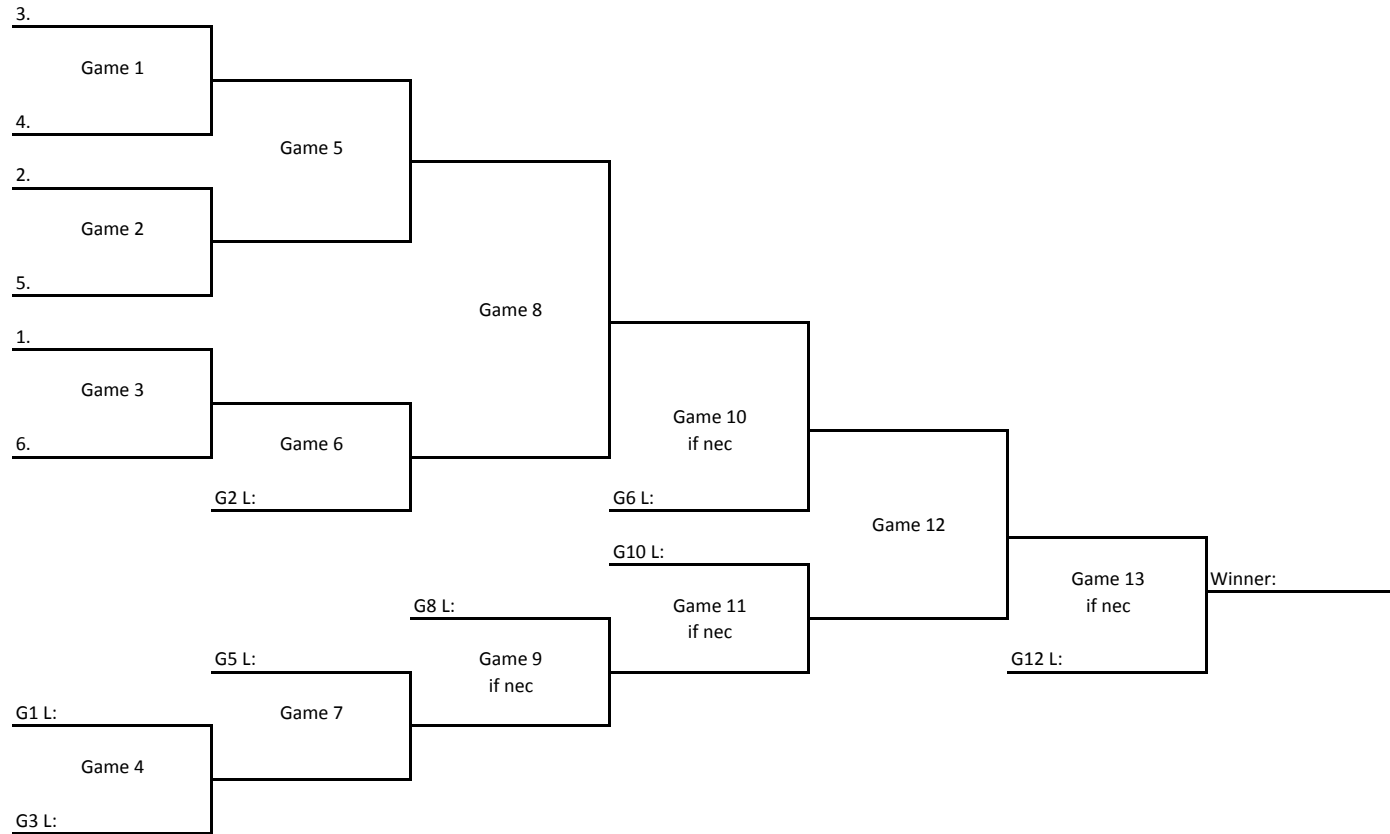 3.
Game 1
4.
Game 5
2.
Game 2
5.
Game 8
1.
Game 3
6.
Game 6
G2 L:
Game 10
if nec
G6 L:
Game 12
G10 L:
Game 11
if nec
Game 13
if nec
Winner:
G8 L:
Game 9
if nec
G5 L:
G12 L:
Game 7
G1 L:
Game 4
G3 L: